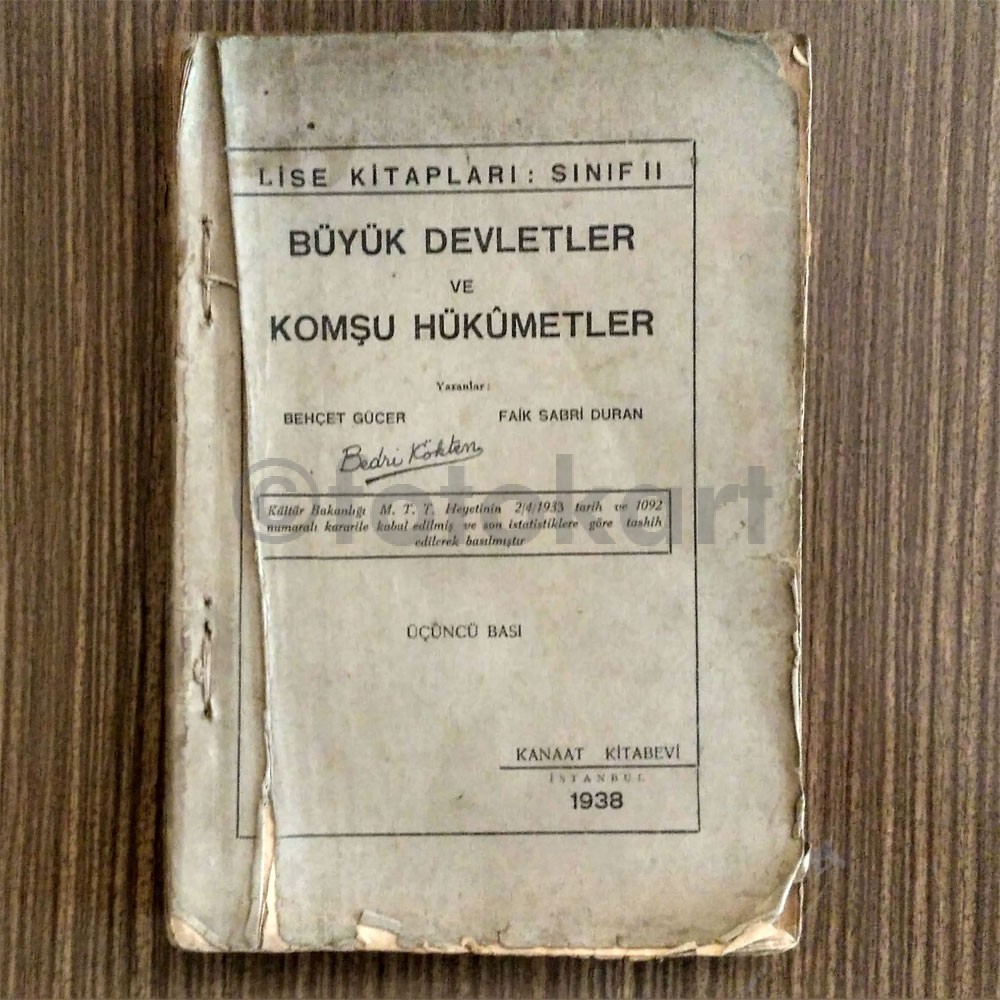 LİSE KİTAPLARI: SINIF II
BÜYÜK DEVLETLER
VE
KOMŞU HÜKÛMETLER
Yazanlar:
BEHÇET GÜCER FAİK SABRİ DURAN
Bedri Kökten
©fotokart
Kültür Bakanlığı M. T. T. Heyetinin 2/4/1933 tarih ve 1092
numaralı kararile kabul edilmiş ve son istatistiklere göre tashih
edilerek basılmıştır
ÜÇÜNCÜ BASI
KANAAT KİTABEVİ
İSTANBUL
1938